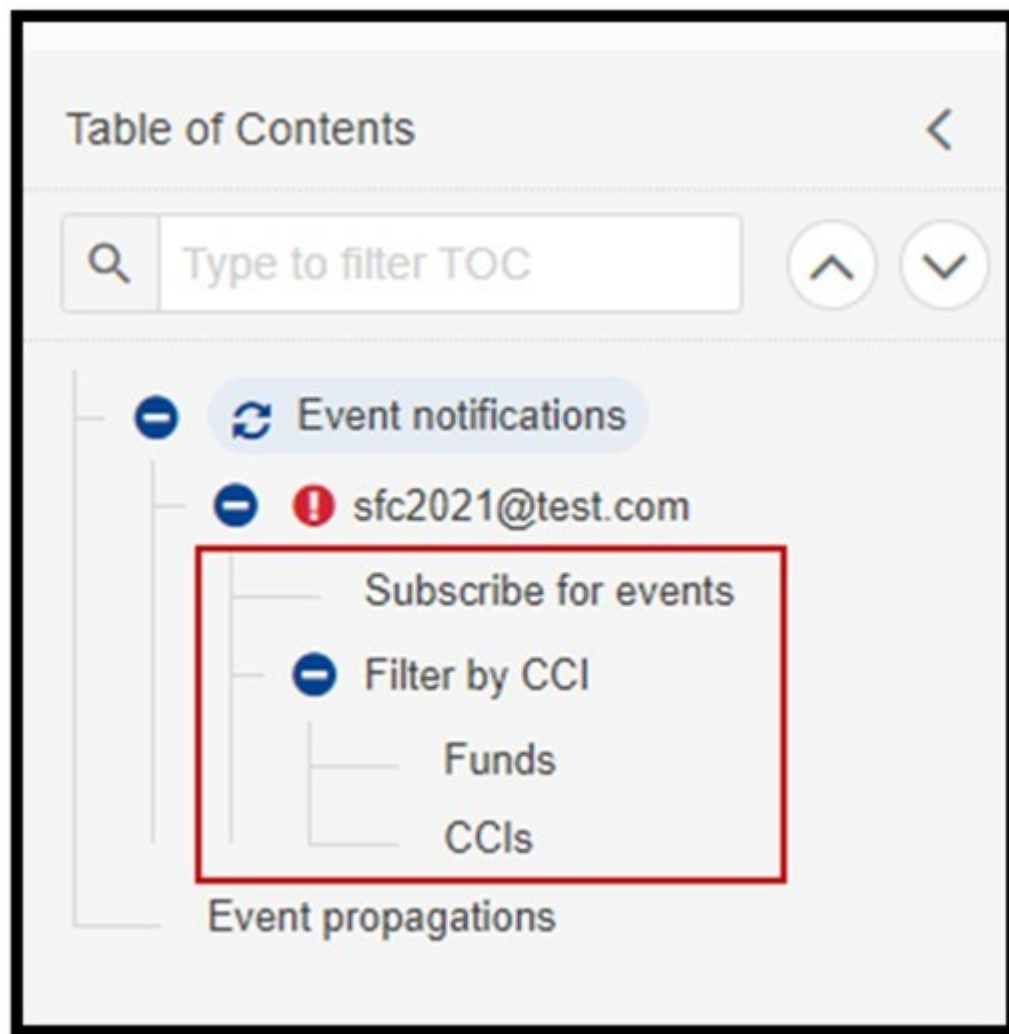 Table of Contents
Type to filter TOC
Event notifications
sfc2021@test.com
Subscribe for events
Filter by CCI
Funds
CCIs
Event propagations